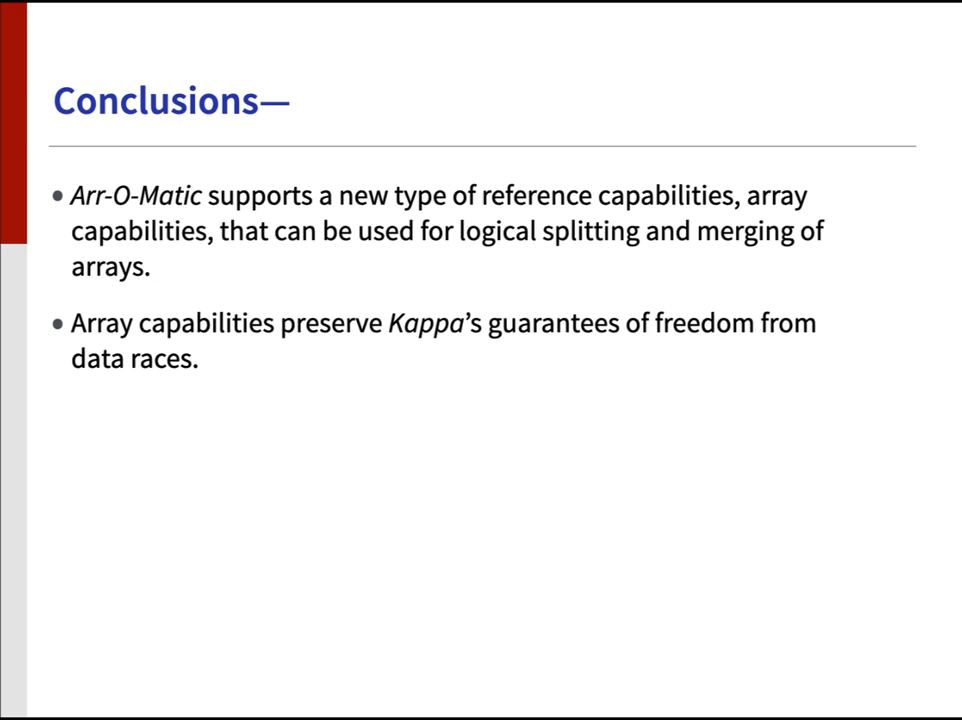 Conclusions—
• Arr-O-Matic supports a new type of reference capabilities, array
capabilities, that can be used for logical splitting and merging of
arrays.
• Array capabilities preserve Kappa’s guarantees of freedom from
data races.